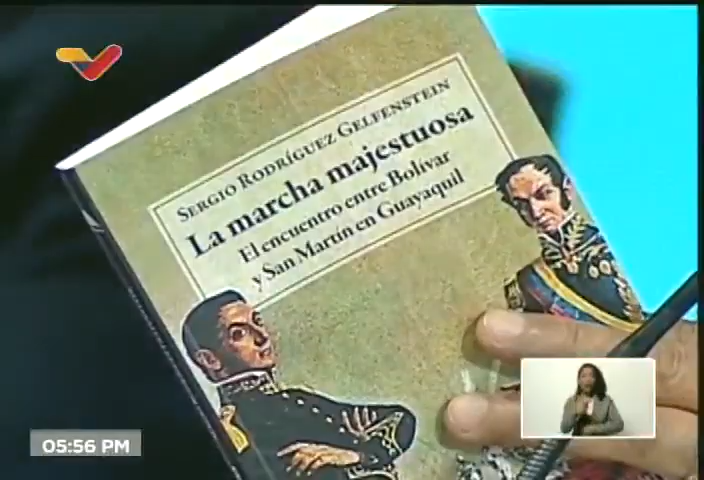 SERGIO RODRÍGUEZ GELFENSTEIN
La marcha majestuosa
El encuentro entre Bolívar
y San Martín en Guayaquil
05:56 PM